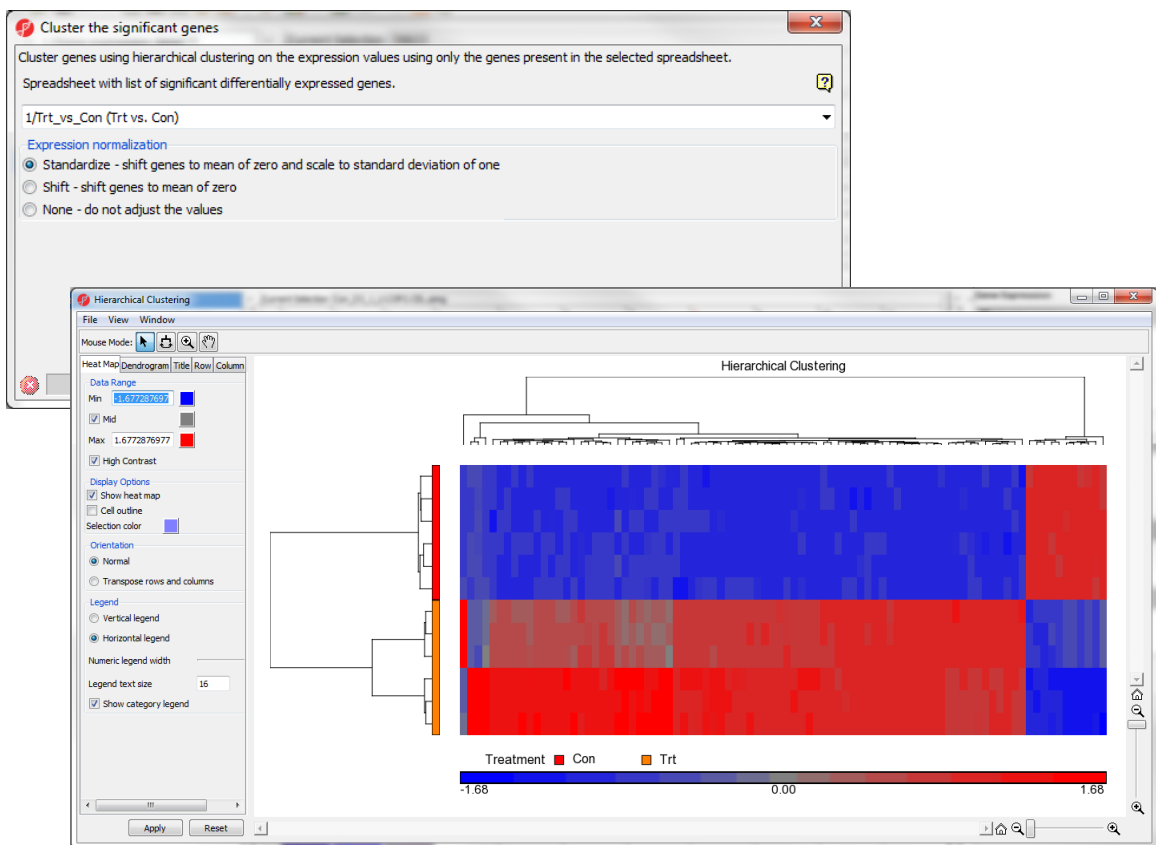 Cluster the significant genes
Cluster genes using hierarchical clustering on the expression values using only the genes present in the selected spreadsheet.
Spreadsheet with list of significant differentially expressed genes.
1/Trt_vs_Con (Trt vs. Con)
Expression normalization
Standardize - shift genes to mean of zero and scale to standard deviation of one
Shift - shift genes to mean of zero
None - do not adjust the values
Hierarchical Clustering
File View Window
Mouse Mode:
Heat Map Dendrogram Title Row Column
Data Range
Min -1.677287697
Mid
Max 1.6772876977
High Contrast
Display Options
Show heat map
Cell outline
Selection color
Orientation
Normal
Transpose rows and columns
Legend
Vertical legend
Horizontal legend
Numeric legend width
Legend text size 16
Show category legend
Apply Reset
Hierarchical Clustering
Treatment Con Trt
-1.68 0.00 1.68